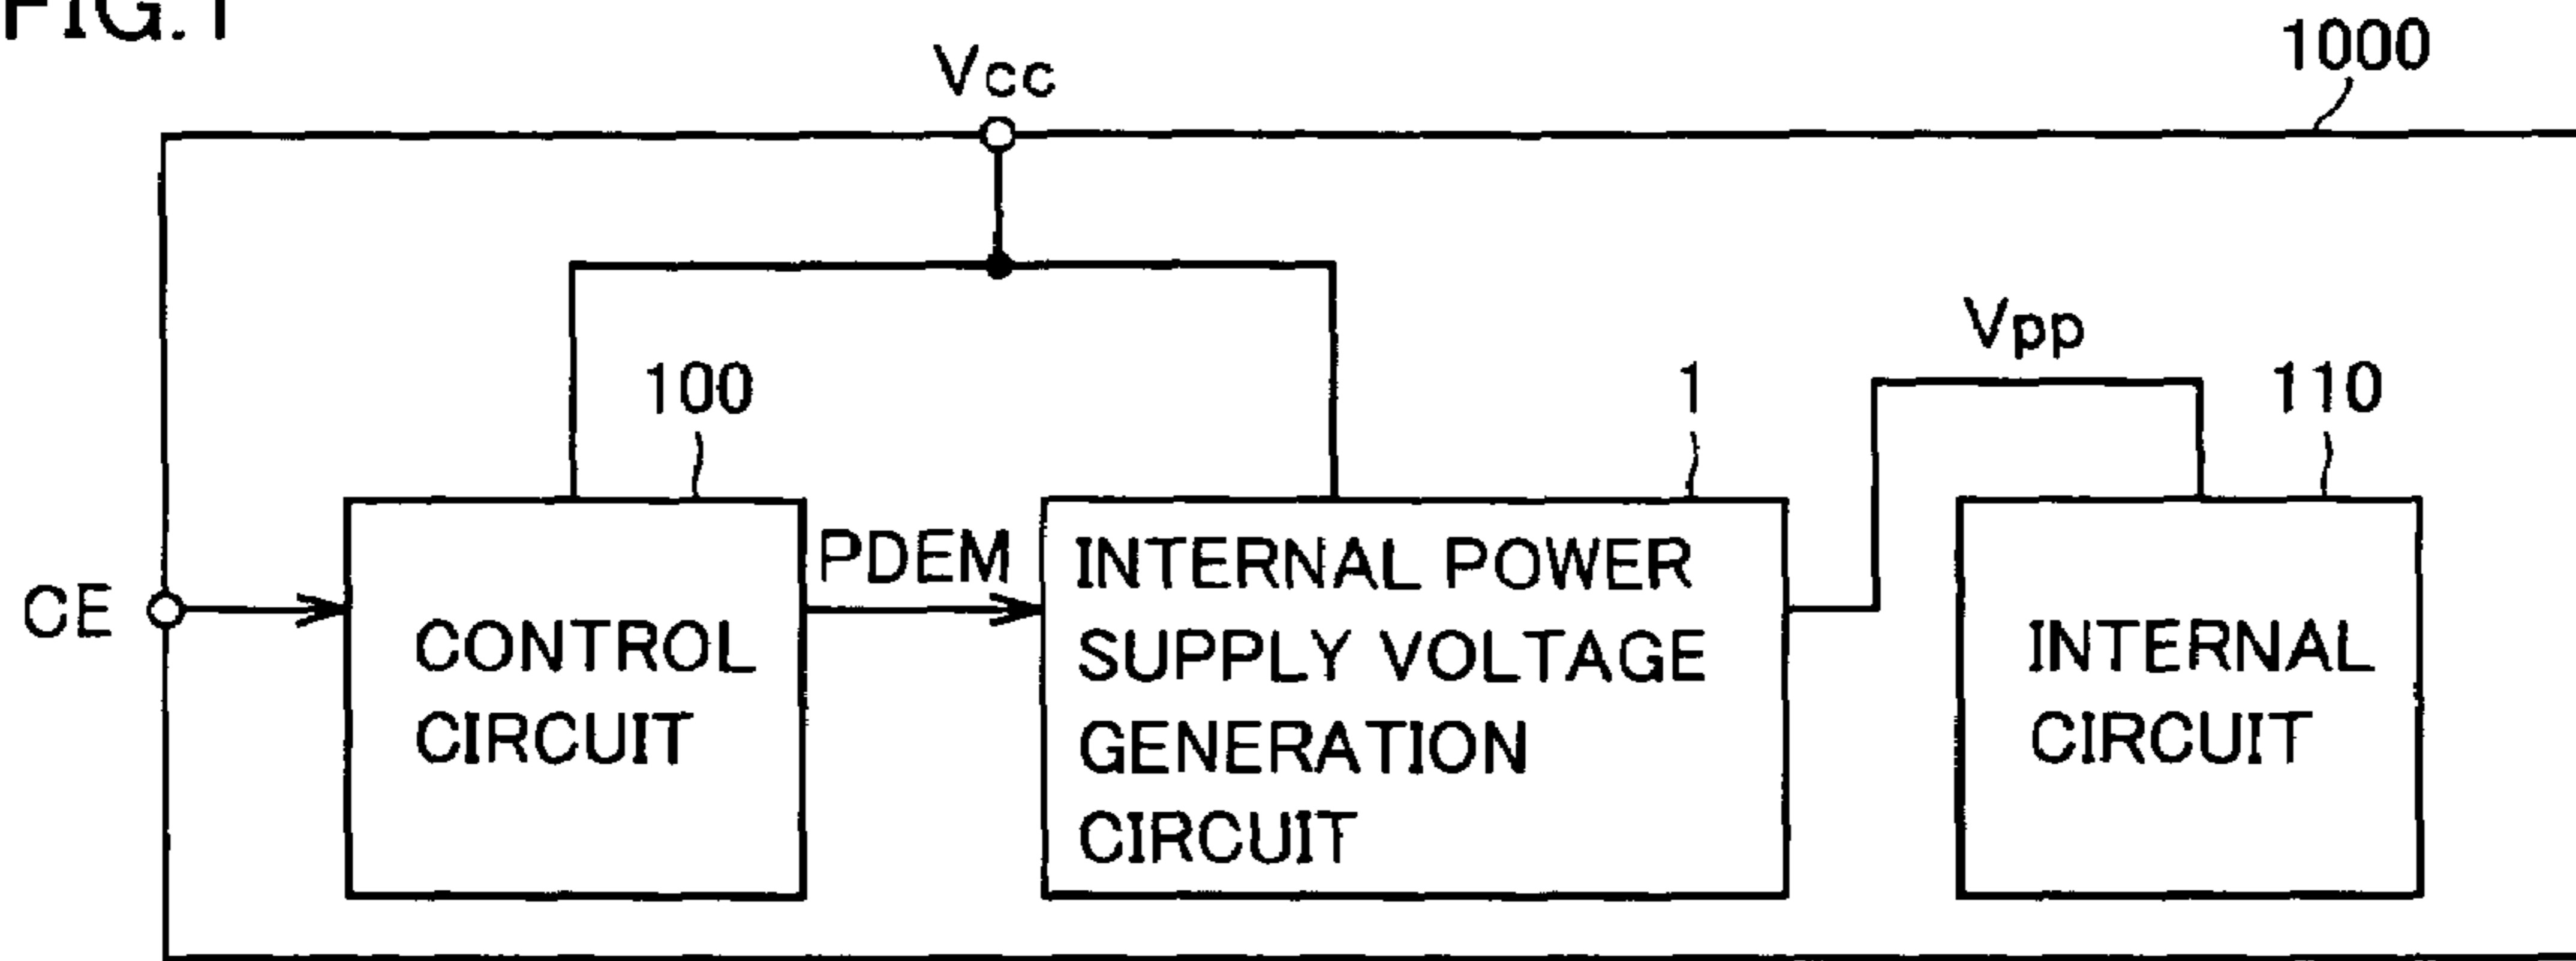 FIG.1
Vcc
1000
Vpp
100
1
110
CE
PDEM
CONTROL
CIRCUIT
INTERNAL POWER
SUPPLY VOLTAGE
GENERATION
CIRCUIT
INTERNAL
CIRCUIT